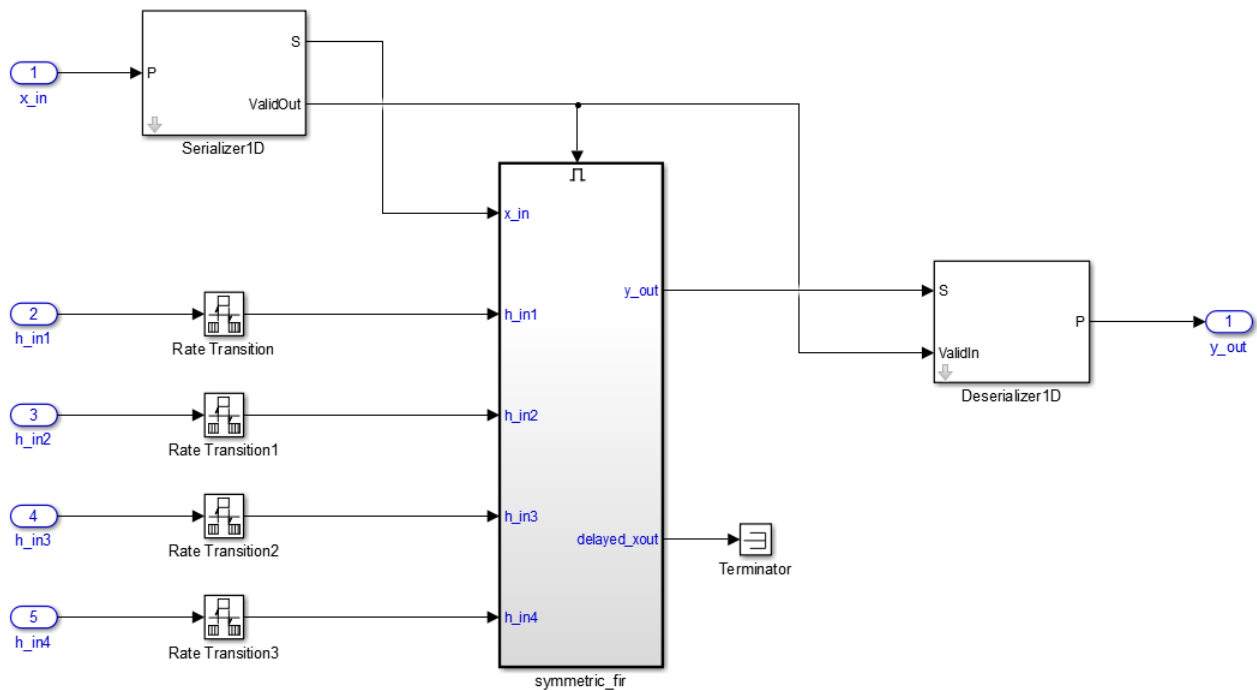 S
1
P
x_in
ValidOut
Serializer1D
x_in
y_out
S
2
h_in1
h_in1
P
1
Rate Transition
y_out
ValidIn
Deserializer1D
3
h_in2
h_in2
Rate Transition1
4
h_in3
h_in3
delayed_xout
Rate Transition2
Terminator
5
h_in4
h_in4
Rate Transition3
symmetric_fir